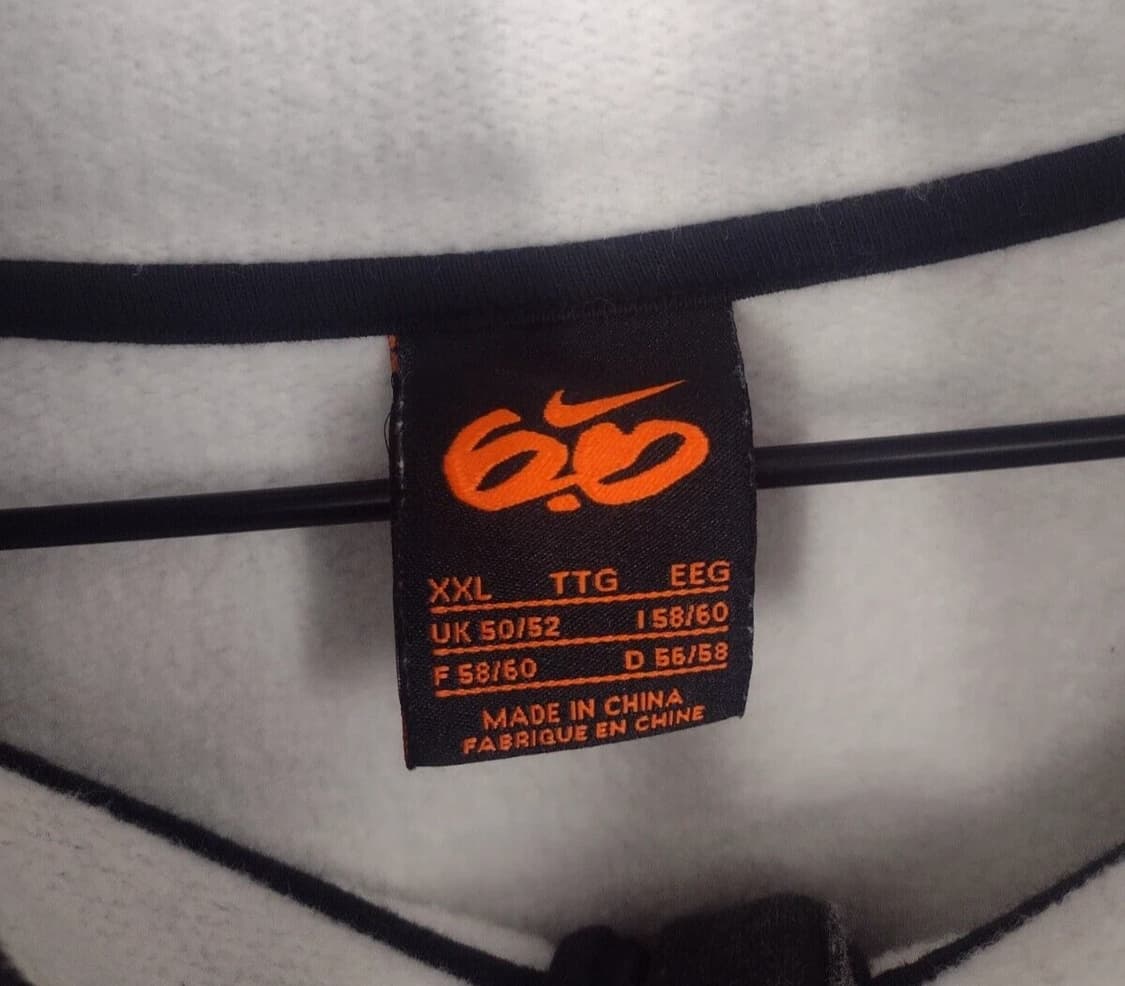 6.0
XXL TTG EEG
UK 50/52 I 58/60
F 58/60 D 56/58
MADE IN CHINA
FABRIQUE EN CHINE